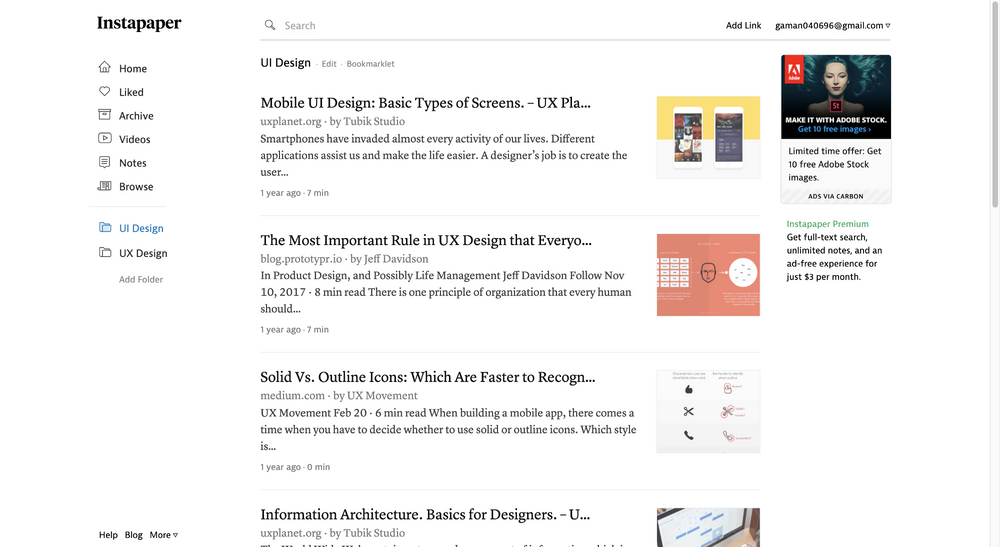 Instapaper
Search
Add Link
gaman040696@gmail.com ▿
Home
Liked
Archive
Videos
Notes
Browse
UI Design
UX Design
Add Folder
UI Design · Edit · Bookmarklet
Mobile UI Design: Basic Types of Screens. – UX Pla...
uxplanet.org · by Tubik Studio
Smartphones have invaded almost every activity of our lives. Different
applications assist us and make the life easier. A designer's job is to create the
user...
1 year ago · 7 min
The Most Important Rule in UX Design that Everyo...
blog.prototypr.io · by Jeff Davidson
In Product Design, and Possibly Life Management Jeff Davidson Follow Nov
10, 2017 · 8 min read There is one principle of organization that every human
should...
1 year ago · 7 min
Solid Vs. Outline Icons: Which Are Faster to Recogn...
medium.com · by UX Movement
UX Movement Feb 20 · 6 min read When building a mobile app, there comes a
time when you have to decide whether to use solid or outline icons. Which style
is...
1 year ago · 0 min
Information Architecture. Basics for Designers. – U...
uxplanet.org · by Tubik Studio
Adobe
St
MAKE IT WITH ADOBE STOCK.
Get 10 free images ›
Limited time offer: Get
10 free Adobe Stock
images.
ADS VIA CARBON
Instapaper Premium
Get full-text search,
unlimited notes, and an
ad-free experience for
just $3 per month.
Help Blog More ▿